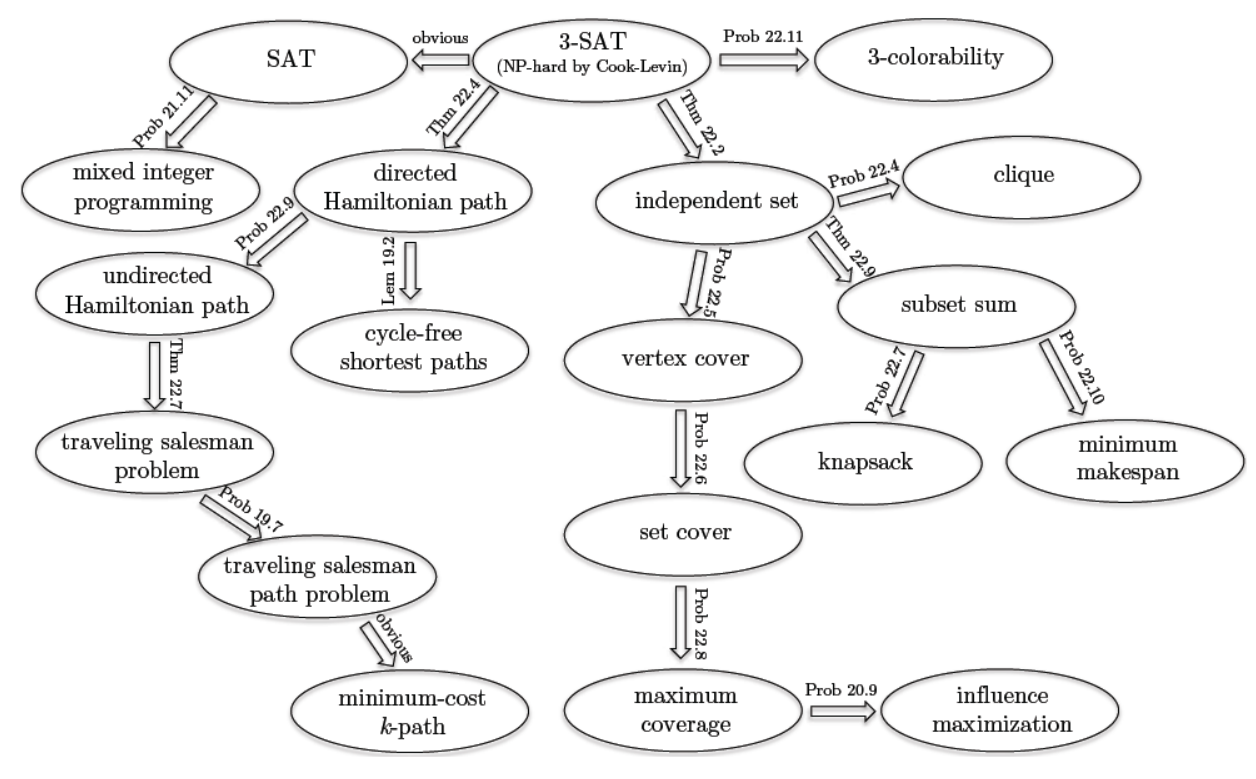 SAT
obvious
3-SAT
(NP-hard by Cook-Levin)
Prob 22.11
3-colorability
Prob 21.11
Thm 22.4
Thm 22.2
mixed integer
programming
directed
Hamiltonian path
independent set
Prob 22.4
clique
Prob 22.9
Lem 19.2
Prob 22.5
Thm 22.9
undirected
Hamiltonian path
cycle-free
shortest paths
vertex cover
subset sum
Thm 22.7
Prob 22.6
Prob 22.7
Prob 22.10
traveling salesman
problem
knapsack
minimum
makespan
Prob 19.7
set cover
traveling salesman
path problem
obvious
Prob 22.8
minimum-cost
k-path
maximum
coverage
Prob 20.9
influence
maximization